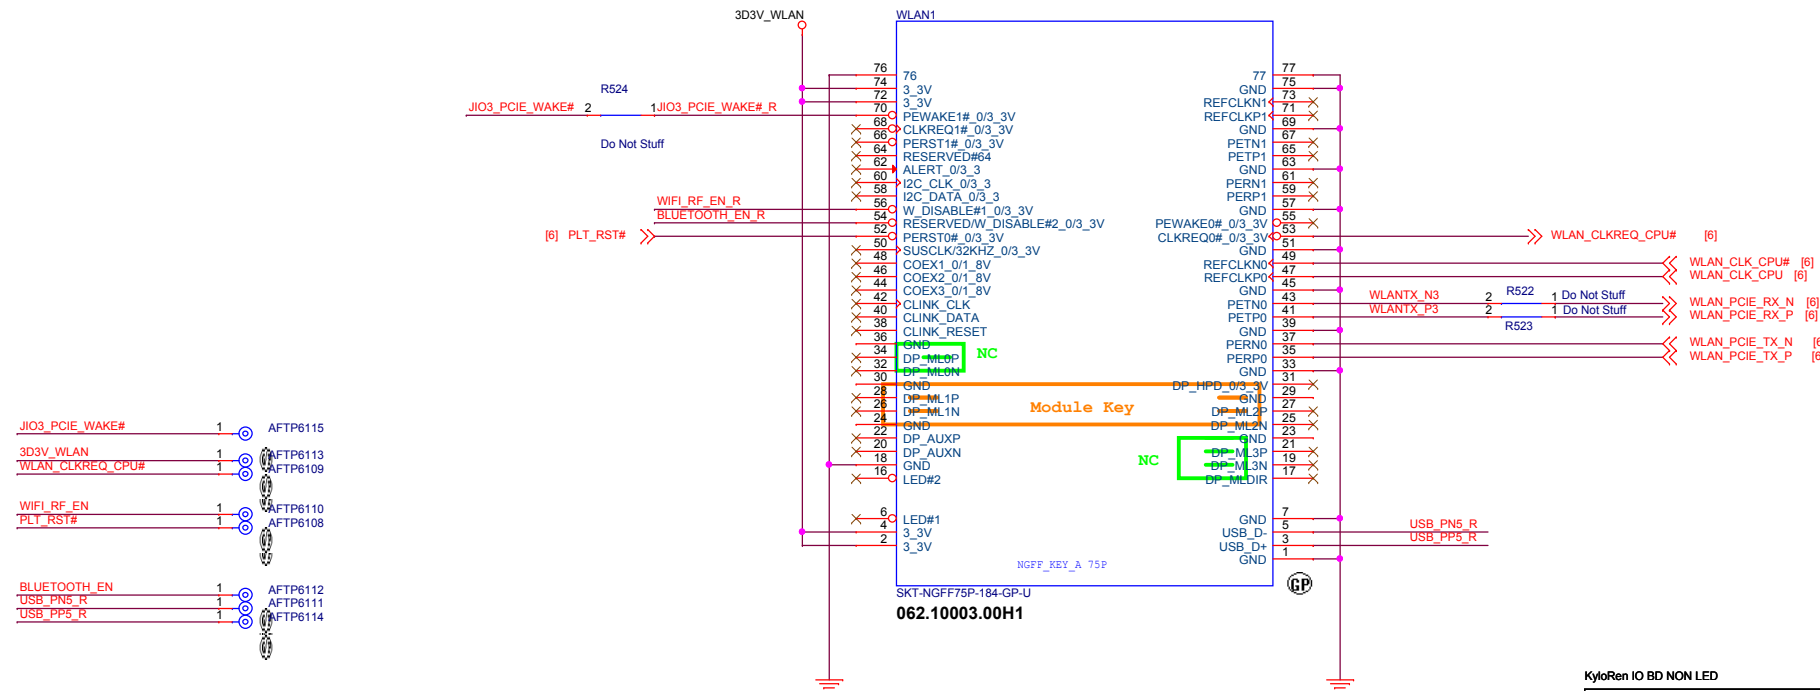 3D3V_WLAN
WLAN1
76 76 77 77
74 3_3V GND 75
72 3_3V REFCLKN1 73
R524
JIO3_PCIE_WAKE# 2 1 JIO3_PCIE_WAKE#_R 70 PEWAKE1#_0/3_3V REFCLKP1 71
68 CLKREQ1#_0/3_3V GND 69
Do Not Stuff 66 PERST1#_0/3_3V PETN1 67
64 RESERVED#64 PETP1 65
62 ALERT_0/3_3 GND 63
60 I2C_CLK_0/3_3 PERN1 61
58 I2C_DATA_0/3_3 PERP1 59
WIFI_RF_EN_R 56 W_DISABLE#1_0/3_3V GND 57
BLUETOOTH_EN_R 54 RESERVED/W_DISABLE#2_0/3_3V PEWAKE0#_0/3_3V 55
[6] PLT_RST# 52 PERST0#_0/3_3V CLKREQ0#_0/3_3V 53 WLAN_CLKREQ_CPU# [6]
50 SUSCLK/32KHZ_0/3_3V GND 51
48 COEX1_0/1_8V REFCLKN0 49 WLAN_CLK_CPU# [6]
46 COEX2_0/1_8V REFCLKP0 47 WLAN_CLK_CPU [6]
44 COEX3_0/1_8V GND 45
42 CLINK_CLK PETN0 43 WLANTX_N3 2 R522 1 Do Not Stuff WLAN_PCIE_RX_N [6]
40 CLINK_DATA PETP0 41 WLANTX_P3 2 R523 1 Do Not Stuff WLAN_PCIE_RX_P [6]
38 CLINK_RESET GND 39
36 GND PERN0 37 WLAN_PCIE_TX_N [6
34 DP_ML0P NC PERP0 35 WLAN_PCIE_TX_P [6
32 DP_ML0N GND 33
30 GND DP_HPD_0/3_3V 31
28 DP_ML1P GND 29
26 DP_ML1N Module Key DP_ML2P 27
24 GND DP_ML2N 25
22 DP_AUXP GND 23
20 DP_AUXN NC DP_ML3P 21
18 GND DP_ML3N 19
16 LED#2 DP_MLDIR 17
6 LED#1 GND 7
4 3_3V USB_D- 5 USB_PN5_R
2 3_3V USB_D+ 3 USB_PP5_R
GND 1
NGFF_KEY_A 75P
GP
SKT-NGFF75P-184-GP-U
062.10003.00H1
JIO3_PCIE_WAKE# 1 AFTP6115
3D3V_WLAN 1 AFTP6113
WLAN_CLKREQ_CPU# 1 AFTP6109
WIFI_RF_EN 1 AFTP6110
PLT_RST# 1 AFTP6108
BLUETOOTH_EN 1 AFTP6112
USB_PN5_R 1 AFTP6111
USB_PP5_R 1 AFTP6114
KyloRen IO BD NON LED